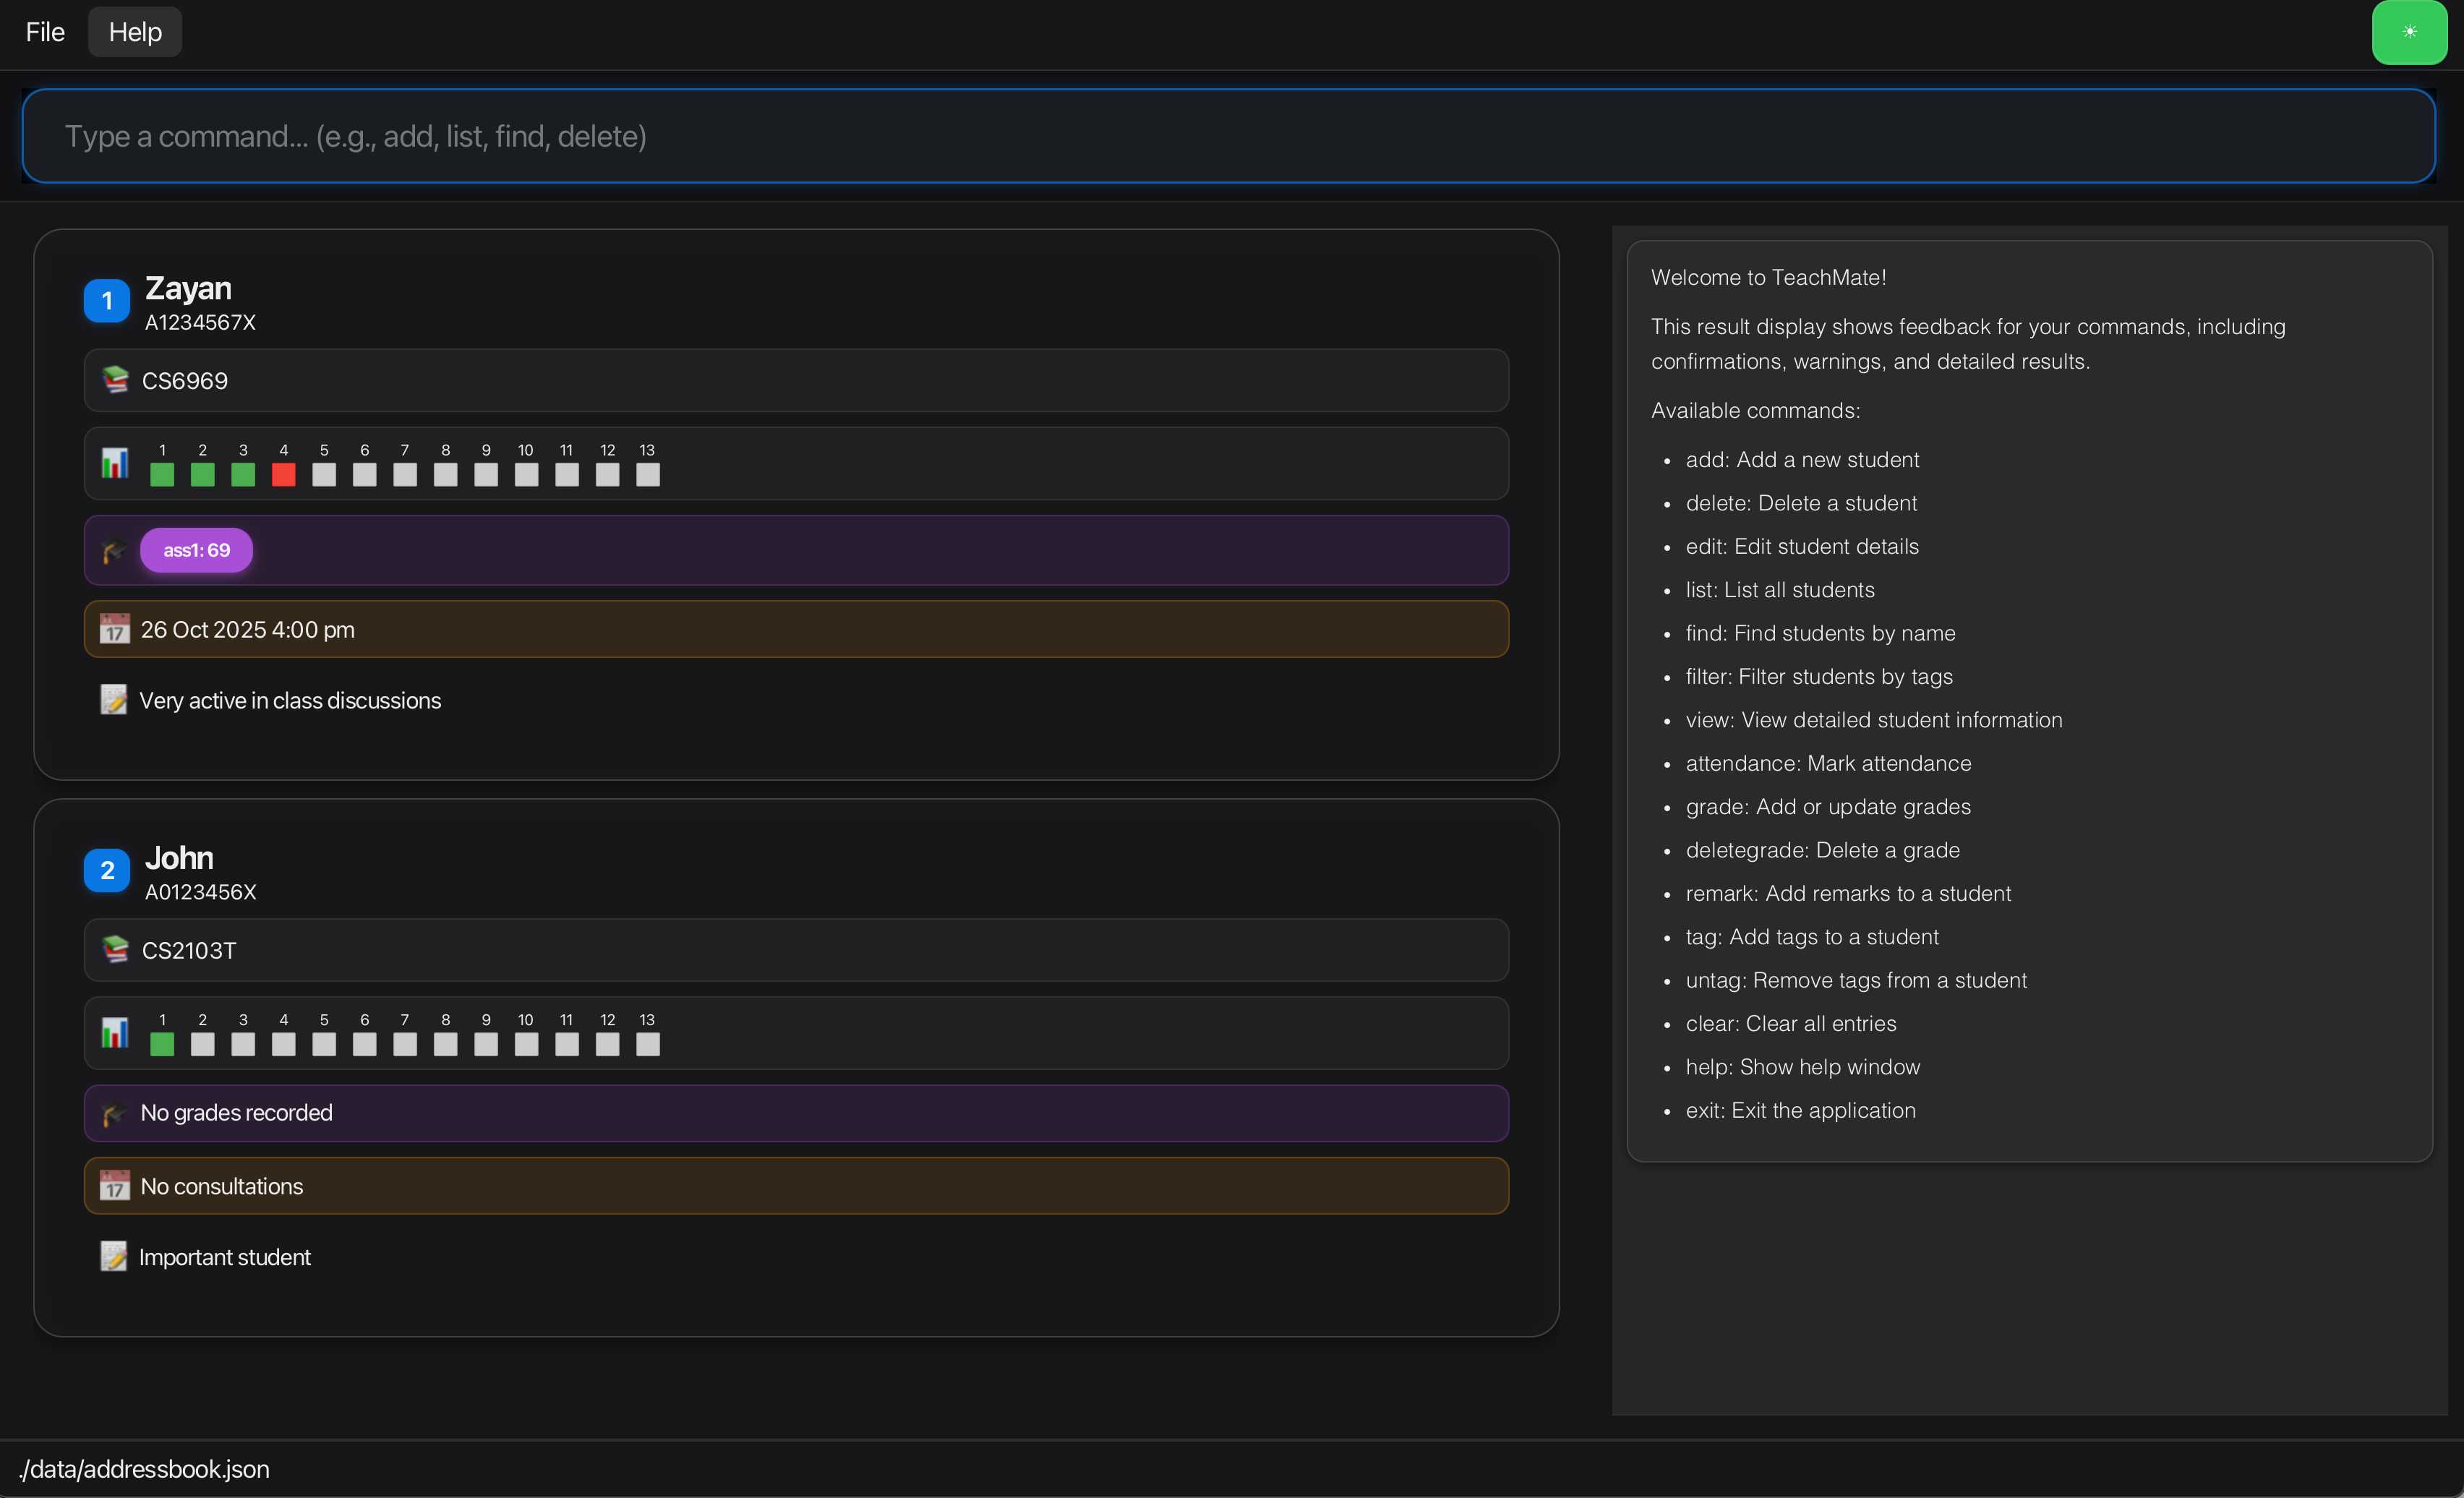 File Help
Type a command... (e.g., add, list, find, delete)
1 Zayan
A1234567X
CS6969
1 2 3 4 5 6 7 8 9 10 11 12 13
ass1: 69
17 26 Oct 2025 4:00 pm
Very active in class discussions
2 John
A0123456X
CS2103T
1 2 3 4 5 6 7 8 9 10 11 12 13
No grades recorded
17 No consultations
Important student
Welcome to TeachMate!
This result display shows feedback for your commands, including
confirmations, warnings, and detailed results.
Available commands:
• add: Add a new student
• delete: Delete a student
• edit: Edit student details
• list: List all students
• find: Find students by name
• filter: Filter students by tags
• view: View detailed student information
• attendance: Mark attendance
• grade: Add or update grades
• deletegrade: Delete a grade
• remark: Add remarks to a student
• tag: Add tags to a student
• untag: Remove tags from a student
• clear: Clear all entries
• help: Show help window
• exit: Exit the application
./data/addressbook.json